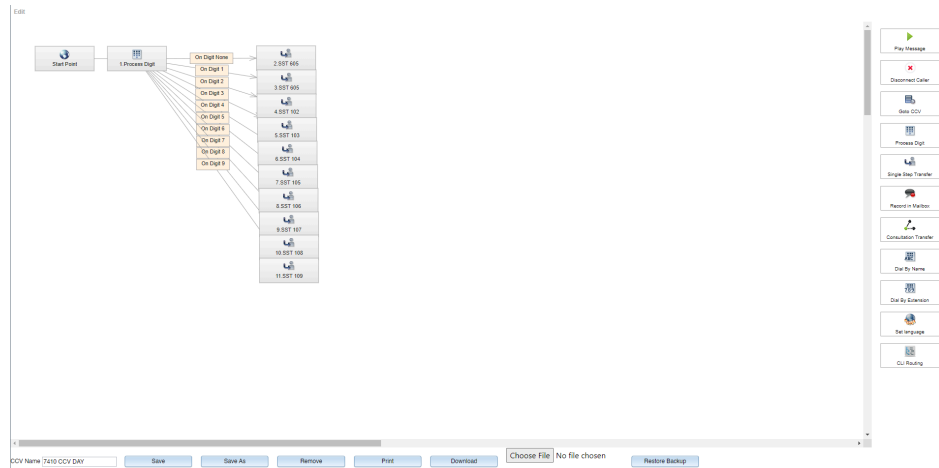 Edit
Start Point
1.Process Digit
On Digit None
On Digit 1
On Digit 2
On Digit 3
On Digit 4
On Digit 5
On Digit 6
On Digit 7
On Digit 8
On Digit 9
2.SST 605
3.SST 605
4.SST 102
5.SST 103
6.SST 104
7.SST 105
8.SST 106
9.SST 107
10.SST 108
11.SST 109
Play Message
Disconnect Caller
Goto CCV
Process Digit
Single Step Transfer
Record in Mailbox
Consultation Transfer
Dial By Name
Dial By Extension
Set language
CLI Routing
CCV Name 7410 CCV DAY Save Save As Remove Print Download Choose File No file chosen Restore Backup